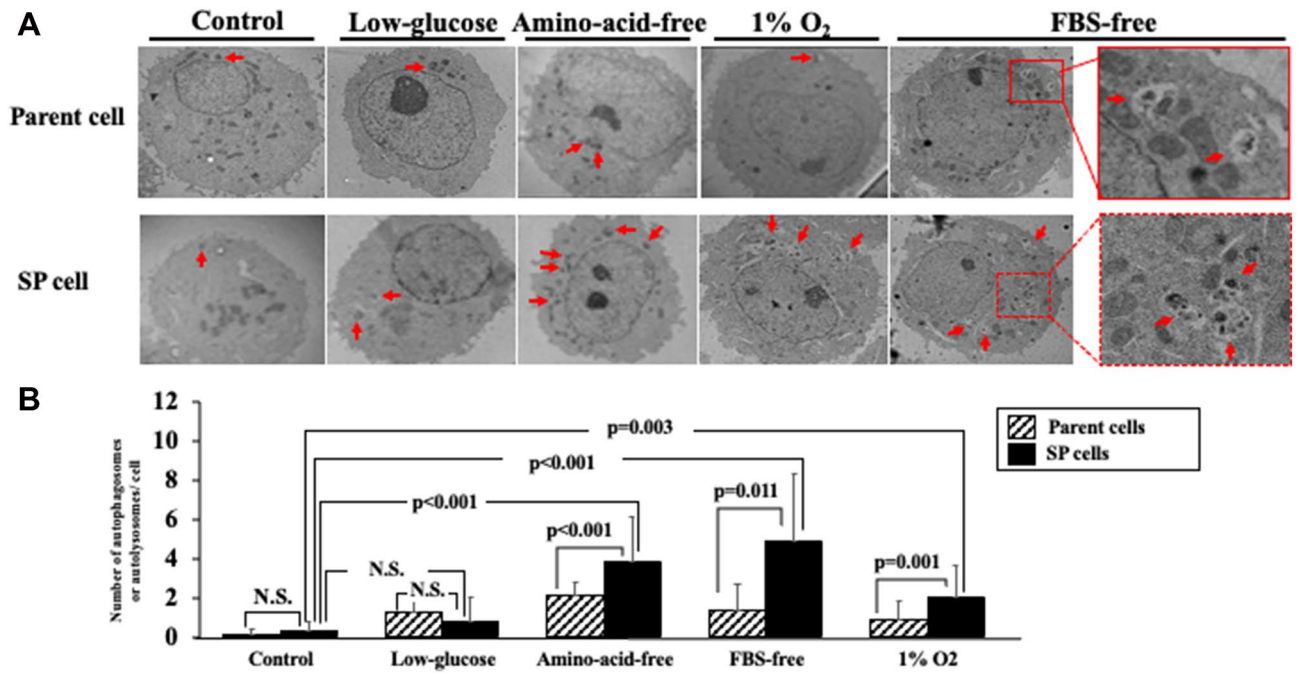 A
Control
Low-glucose
Amino-acid-free
1% O₂
FBS-free
Parent cell
SP cell
B
Number of autophagosomes
or autolysosomes/ cell
12
10
8
6
4
2
0
p=0.003
p<0.001
p<0.001
p<0.001
p=0.011
p=0.001
N.S.
N.S.
N.S.
Parent cells
SP cells
Control
Low-glucose
Amino-acid-free
FBS-free
1% O2